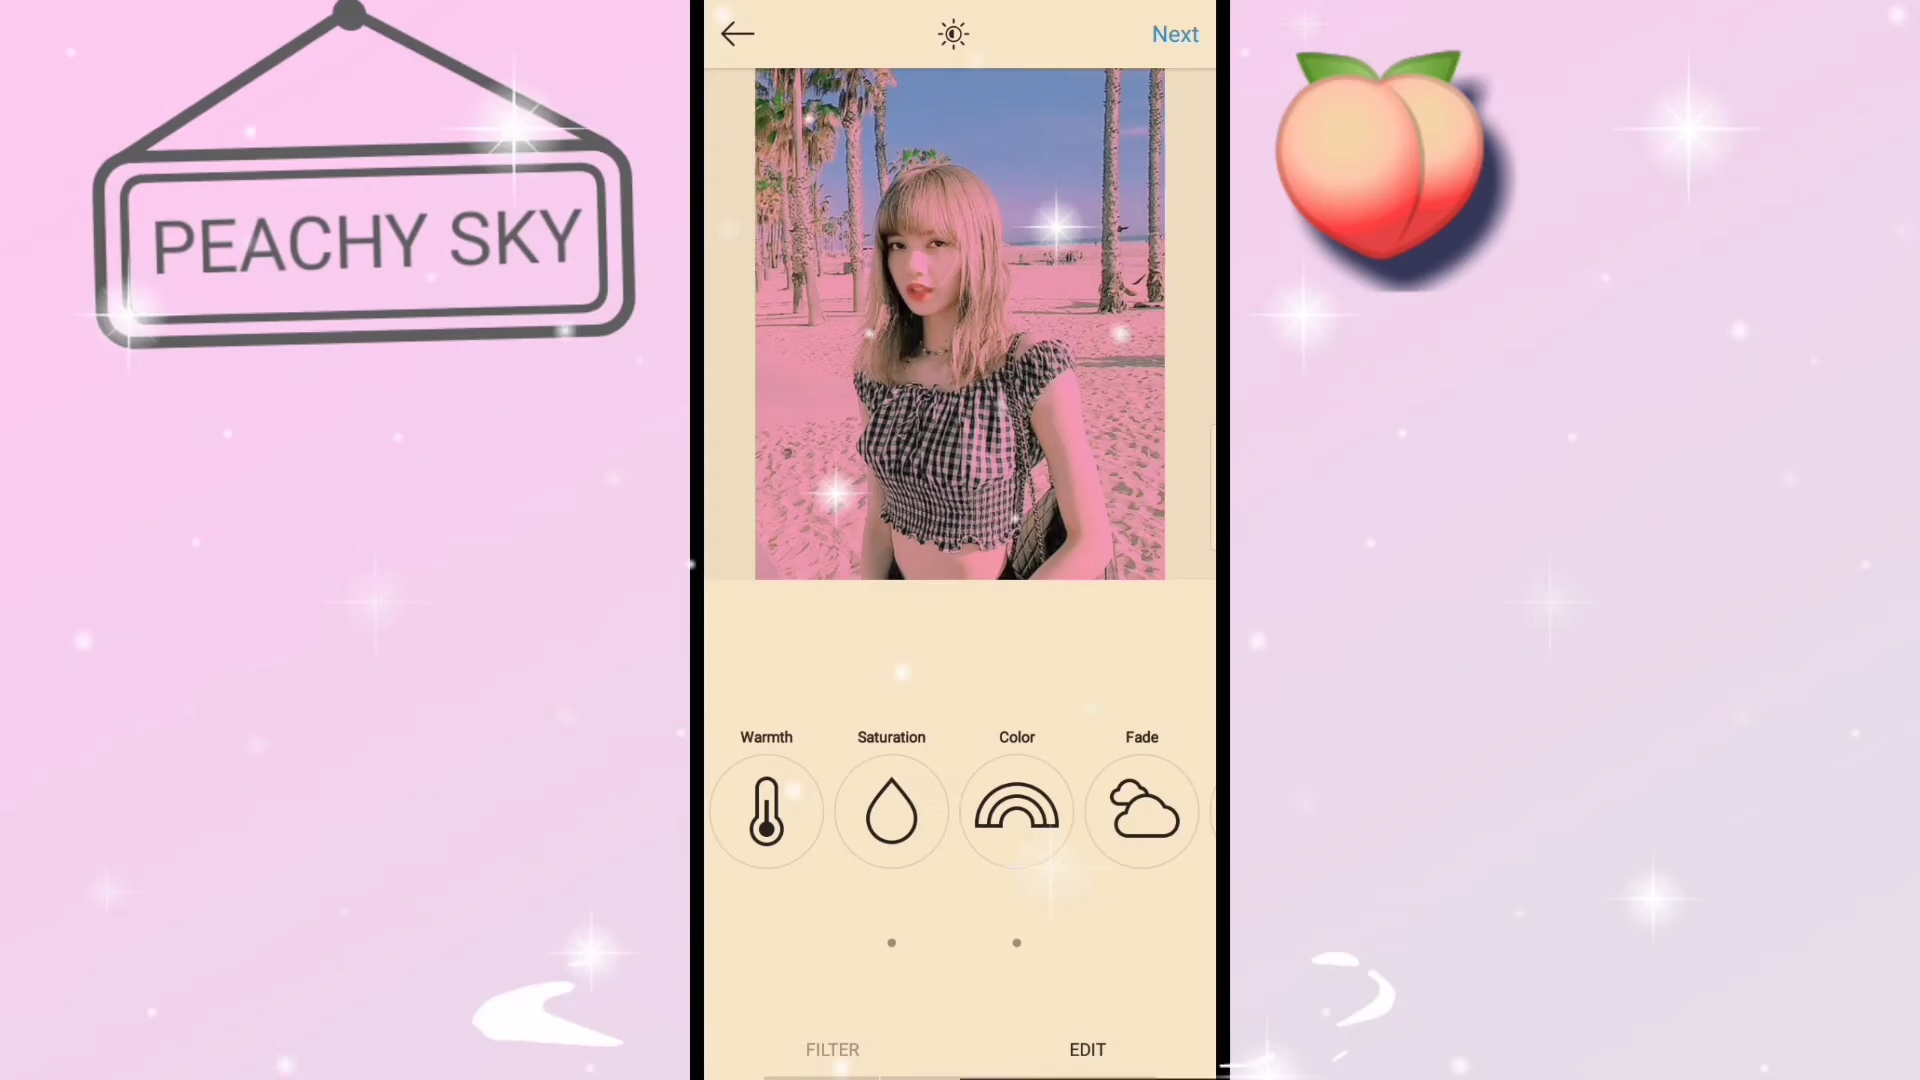 PEACHY SKY
Next
Warmth
Saturation
Color
Fade
FILTER
EDIT